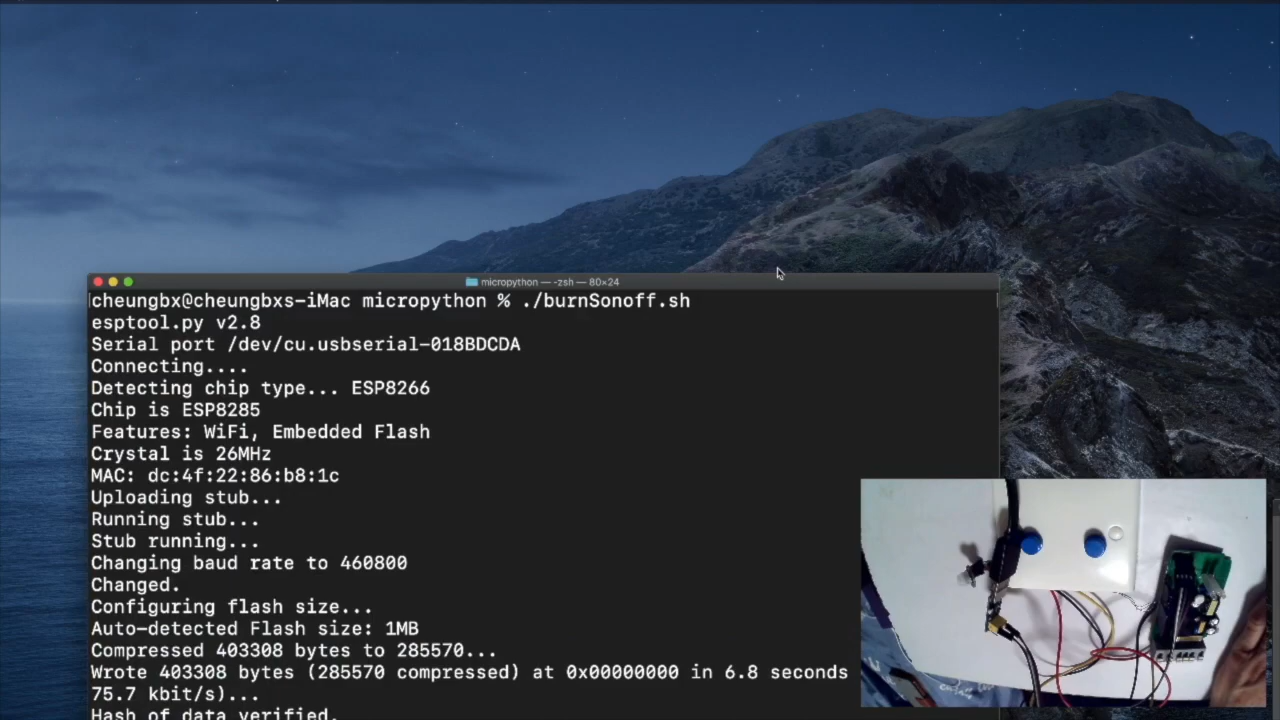 micropython — -zsh — 80×24
cheungbx@cheungbxs-iMac micropython % ./burnSonoff.sh
esptool.py v2.8
Serial port /dev/cu.usbserial-018BDCDA
Connecting....
Detecting chip type... ESP8266
Chip is ESP8285
Features: WiFi, Embedded Flash
Crystal is 26MHz
MAC: dc:4f:22:86:b8:1c
Uploading stub...
Running stub...
Stub running...
Changing baud rate to 460800
Changed.
Configuring flash size...
Auto-detected Flash size: 1MB
Compressed 403308 bytes to 285570...
Wrote 403308 bytes (285570 compressed) at 0x00000000 in 6.8 seconds
75.7 kbit/s)...
Hash of data verified.